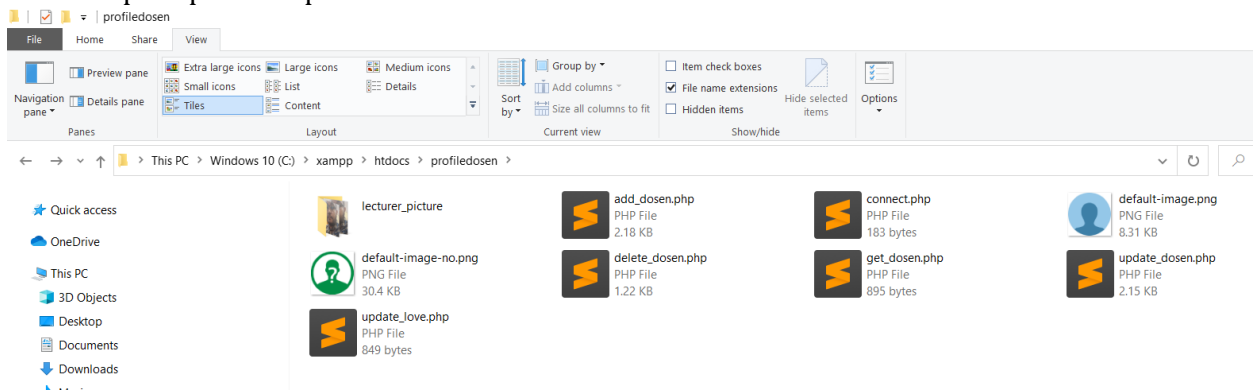 profiledosen
File Home Share View
Navigation pane
Preview pane
Details pane
Panes
Extra large icons Large icons Medium icons
Small icons List Details
Tiles Content
Layout
Sort by
Group by
Add columns
Size all columns to fit
Current view
Item check boxes
File name extensions
Hidden items
Hide selected items
Show/hide
Options
This PC > Windows 10 (C:) > xampp > htdocs > profiledosen >
Quick access
OneDrive
This PC
3D Objects
Desktop
Documents
Downloads
lecturer_picture
add_dosen.php
PHP File
2.18 KB
connect.php
PHP File
183 bytes
default-image.png
PNG File
8.31 KB
default-image-no.png
PNG File
30.4 KB
delete_dosen.php
PHP File
1.22 KB
get_dosen.php
PHP File
895 bytes
update_dosen.php
PHP File
2.15 KB
update_love.php
PHP File
849 bytes